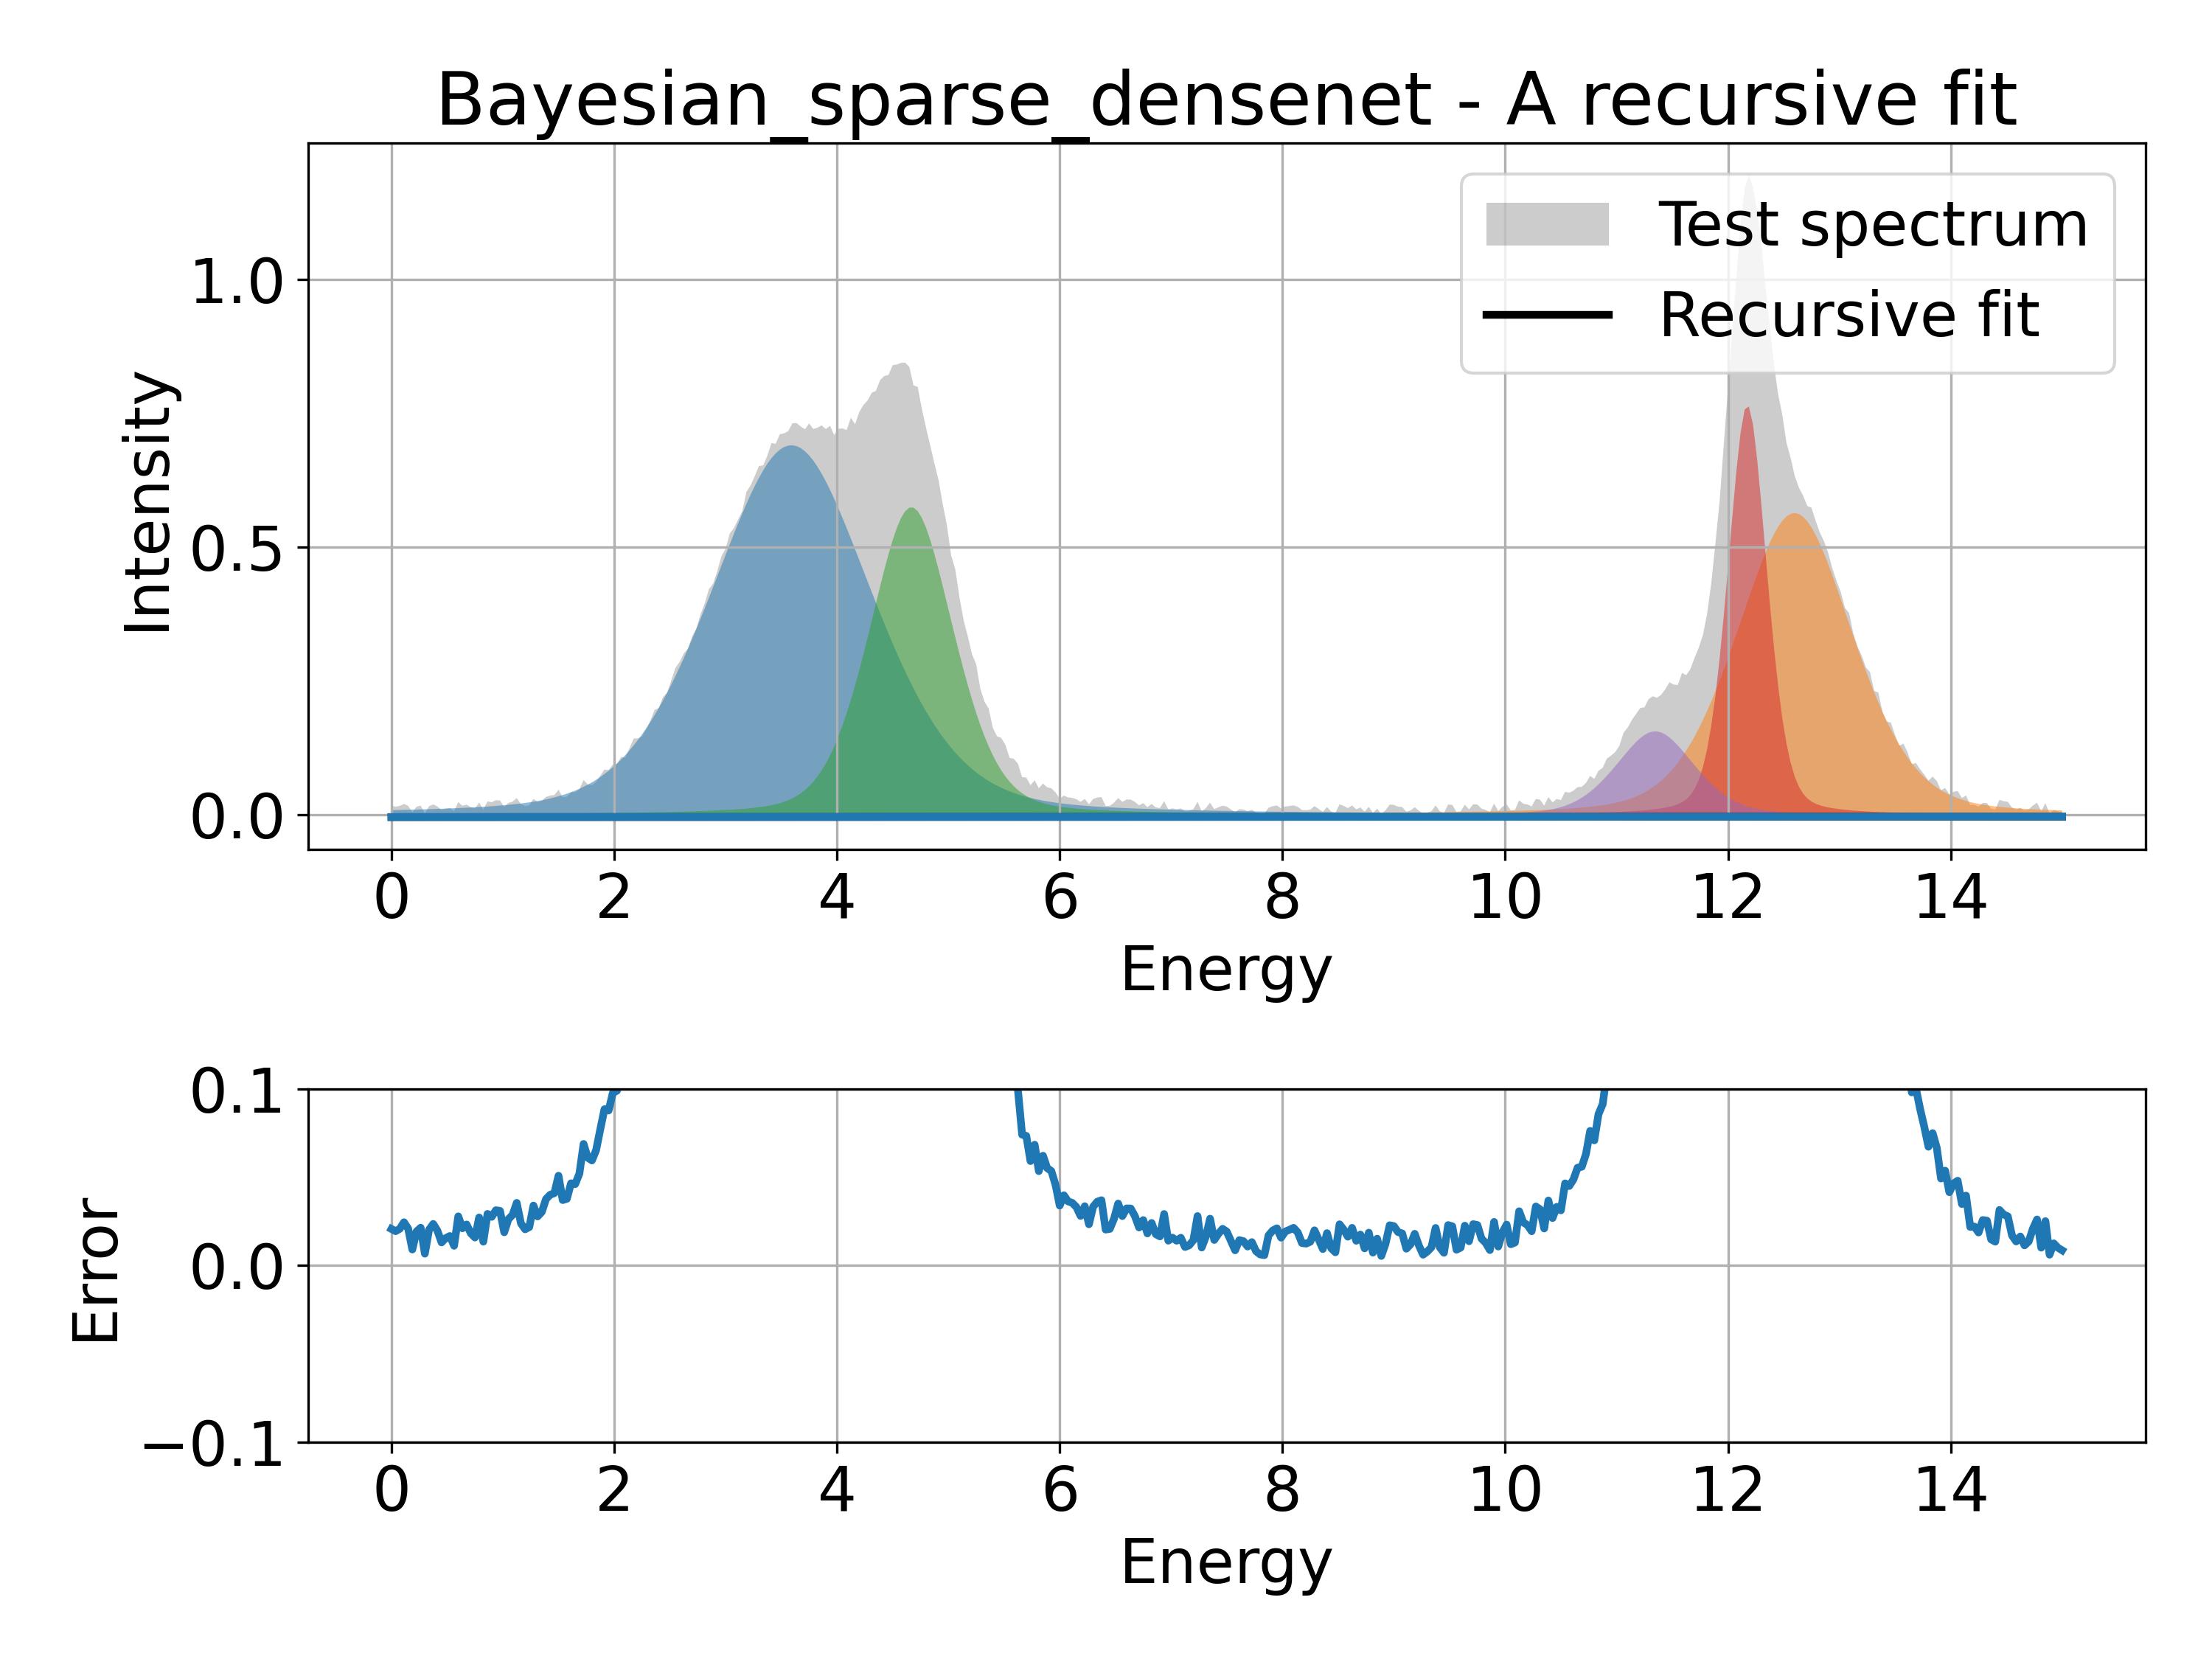 Bayesian_sparse_densenet - A recursive fit
Test spectrum
Recursive fit
Intensity
1.0
0.5
0.0
0 2 4 6 8 10 12 14
Energy
Error
0.1
0.0
−0.1
0 2 4 6 8 10 12 14
Energy